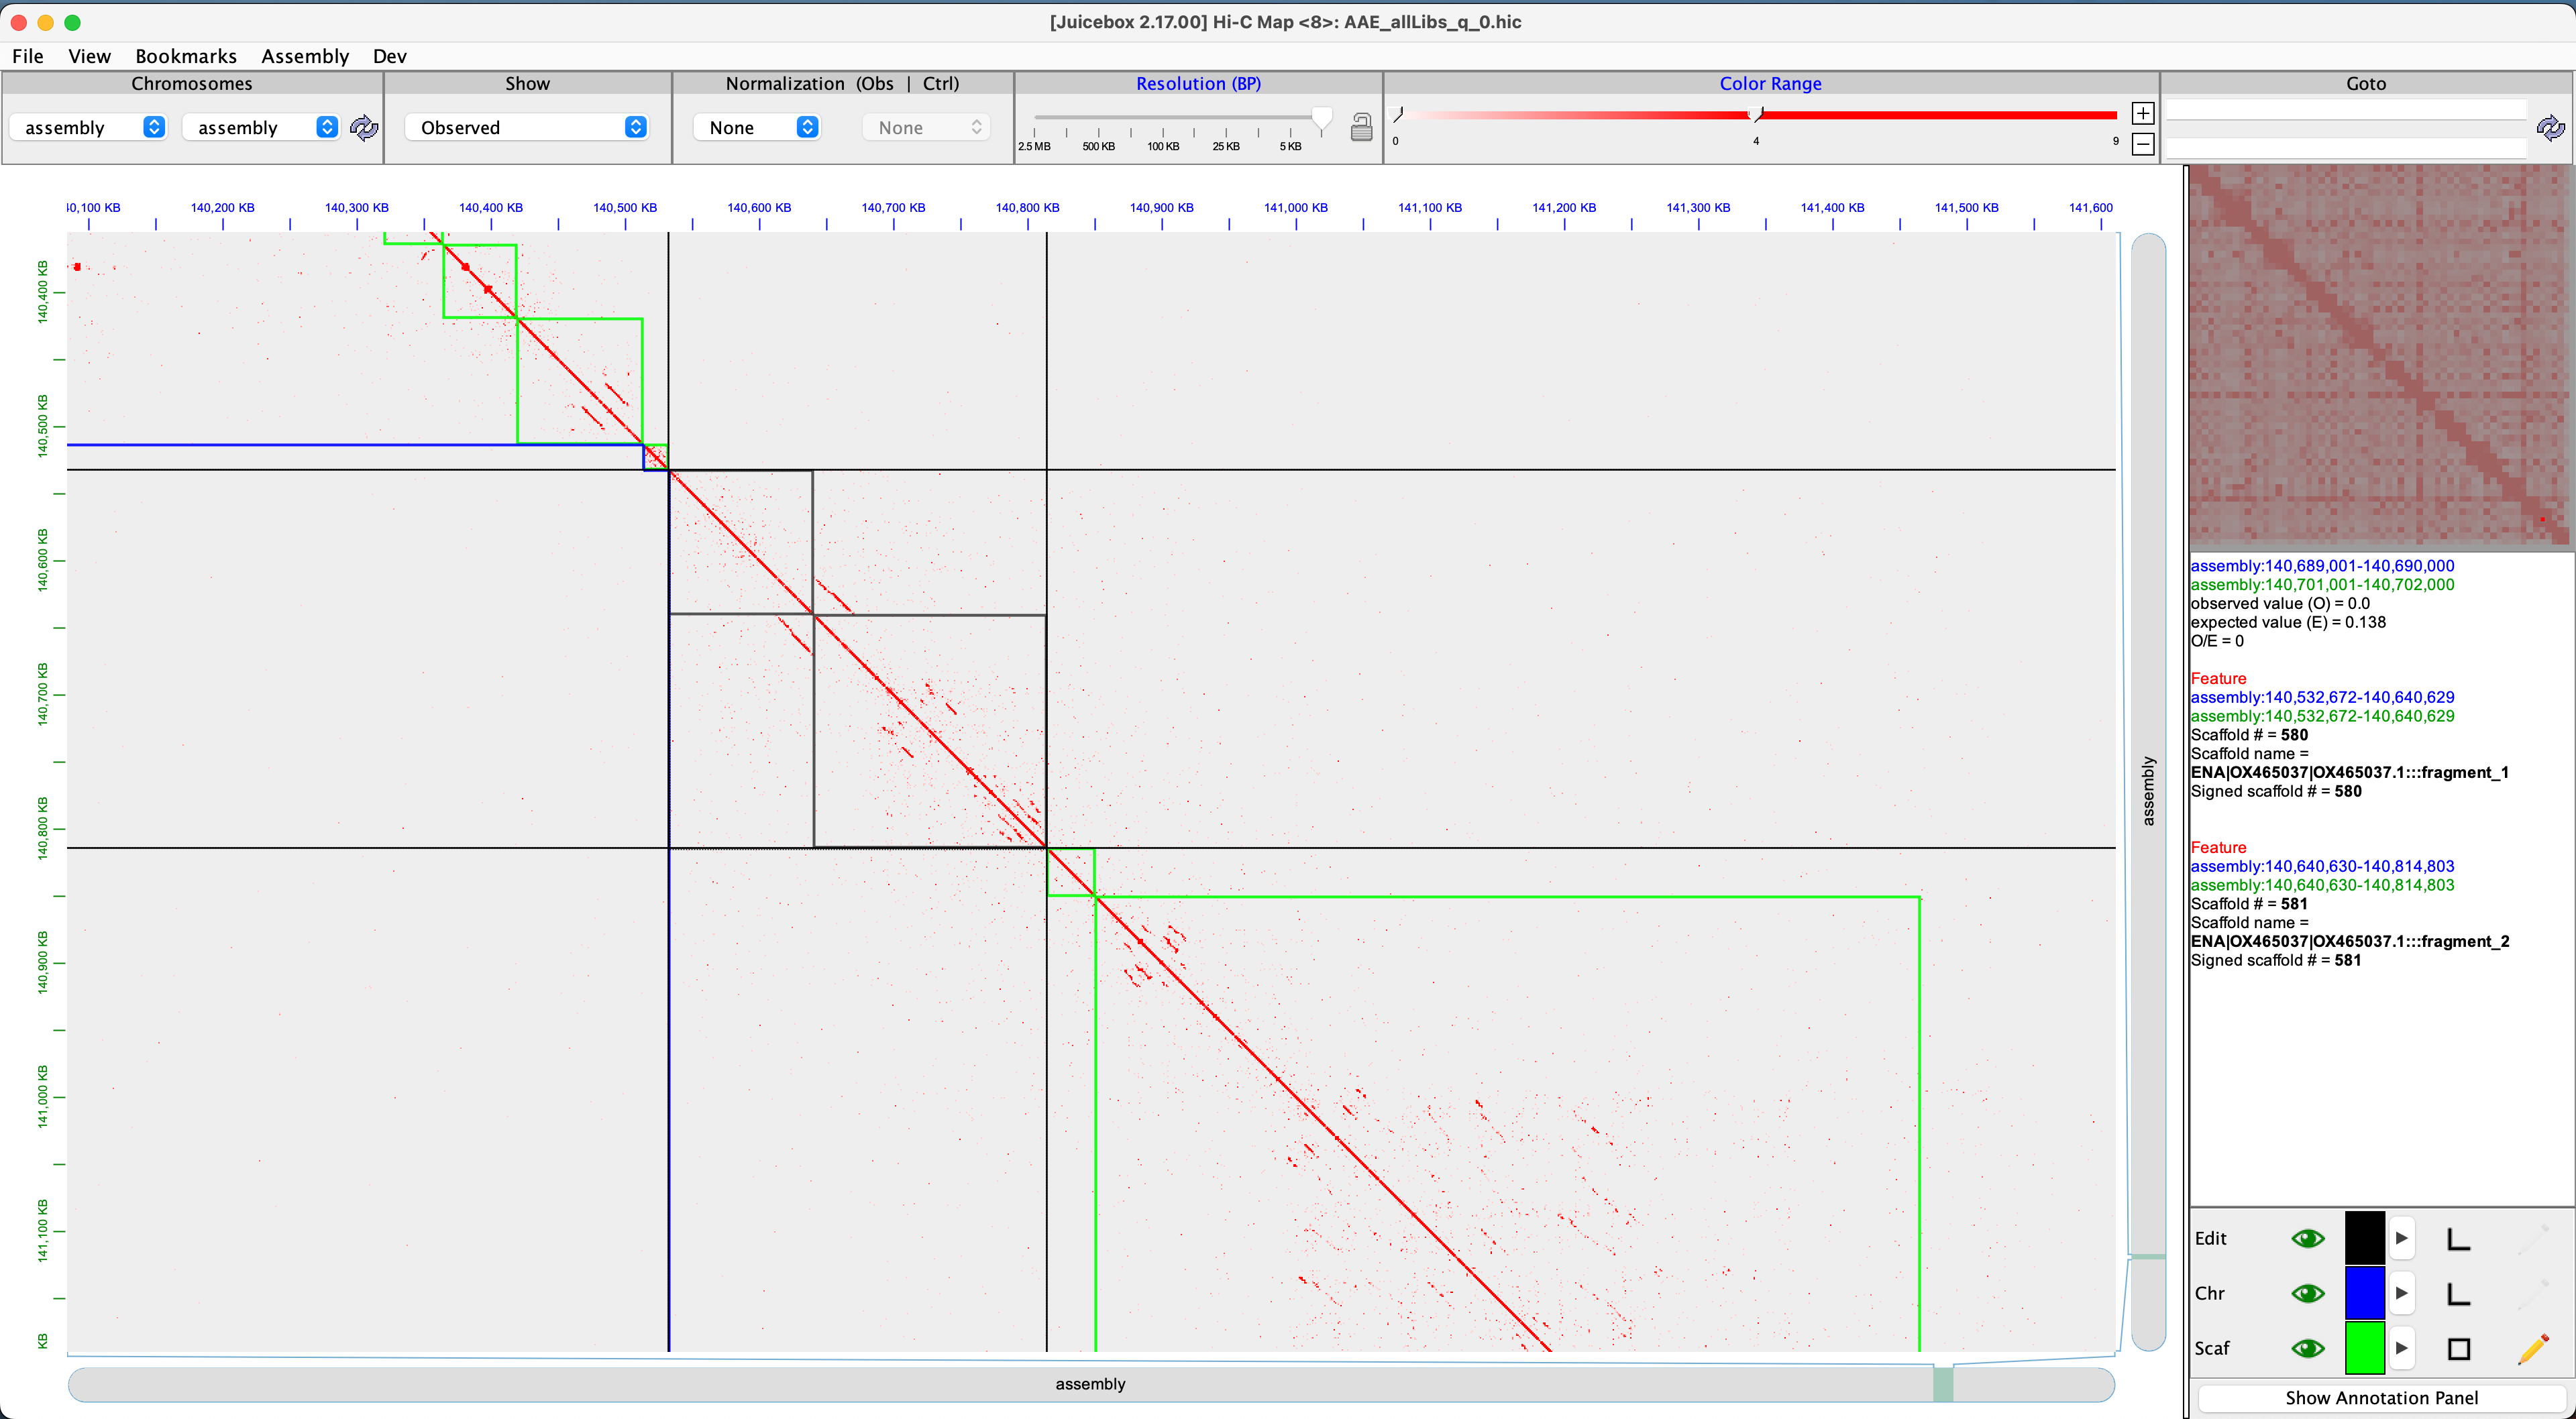 [Juicebox 2.17.00] Hi-C Map <8>: AAE_allLibs_q_0.hic
File View Bookmarks Assembly Dev
Chromosomes Show Normalization (Obs | Ctrl) Resolution (BP) Color Range Goto
assembly assembly Observed None None
2.5 MB 500 KB 100 KB 25 KB 5 KB
0 4 9
40,100 KB 140,200 KB 140,300 KB 140,400 KB 140,500 KB 140,600 KB 140,700 KB 140,800 KB 140,900 KB 141,000 KB 141,100 KB 141,200 KB 141,300 KB 141,400 KB 141,500 KB 141,600
140,400 KB
140,500 KB
140,600 KB
140,700 KB
140,800 KB
140,900 KB
141,000 KB
141,100 KB
KB
assembly
assembly
assembly:140,689,001-140,690,000
assembly:140,701,001-140,702,000
observed value (O) = 0.0
expected value (E) = 0.138
O/E = 0
Feature
assembly:140,532,672-140,640,629
assembly:140,532,672-140,640,629
Scaffold # = 580
Scaffold name =
ENA|OX465037|OX465037.1:::fragment_1
Signed scaffold # = 580
Feature
assembly:140,640,630-140,814,803
assembly:140,640,630-140,814,803
Scaffold # = 581
Scaffold name =
ENA|OX465037|OX465037.1:::fragment_2
Signed scaffold # = 581
Edit
Chr
Scaf
Show Annotation Panel